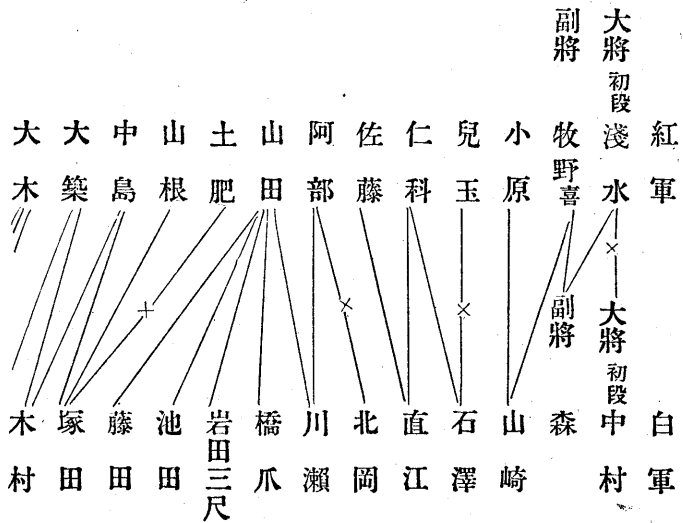 紅軍
大將 初段 淺水
副將 牧野喜
小原
兒玉
仁科
佐藤
阿部
山田
土肥
山根
中島
大築
大木
白軍
大將 初段 中村
副將 森
山崎
石澤
直江
北岡
川瀨
橋爪
岩田三尺
池田
藤田
塚田
木村